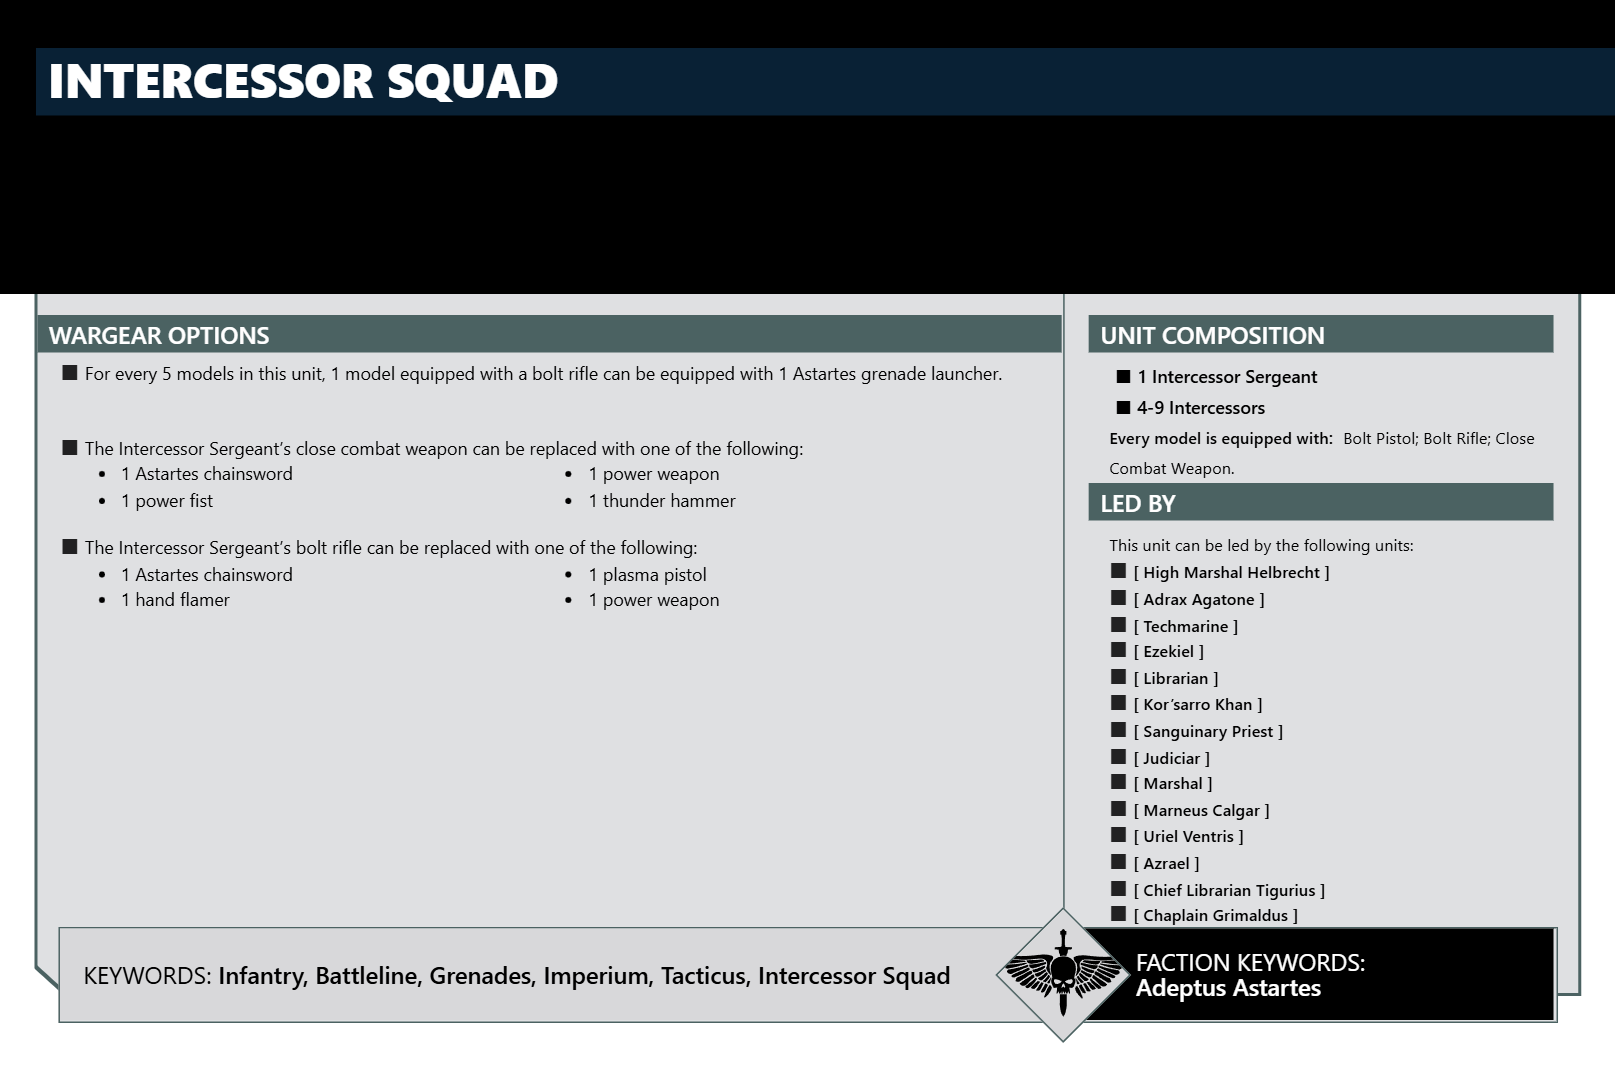 INTERCESSOR SQUAD
WARGEAR OPTIONS
■ For every 5 models in this unit, 1 model equipped with a bolt rifle can be equipped with 1 Astartes grenade launcher.
■ The Intercessor Sergeant’s close combat weapon can be replaced with one of the following:
• 1 Astartes chainsword
• 1 power weapon
• 1 power fist
• 1 thunder hammer
■ The Intercessor Sergeant’s bolt rifle can be replaced with one of the following:
• 1 Astartes chainsword
• 1 plasma pistol
• 1 hand flamer
• 1 power weapon
UNIT COMPOSITION
■ 1 Intercessor Sergeant
■ 4-9 Intercessors
Every model is equipped with: Bolt Pistol; Bolt Rifle; Close
Combat Weapon.
LED BY
This unit can be led by the following units:
■ [ High Marshal Helbrecht ]
■ [ Adrax Agatone ]
■ [ Techmarine ]
■ [ Ezekiel ]
■ [ Librarian ]
■ [ Kor’sarro Khan ]
■ [ Sanguinary Priest ]
■ [ Judiciar ]
■ [ Marshal ]
■ [ Marneus Calgar ]
■ [ Uriel Ventris ]
■ [ Azrael ]
■ [ Chief Librarian Tigurius ]
■ [ Chaplain Grimaldus ]
KEYWORDS: Infantry, Battleline, Grenades, Imperium, Tacticus, Intercessor Squad
FACTION KEYWORDS:
Adeptus Astartes